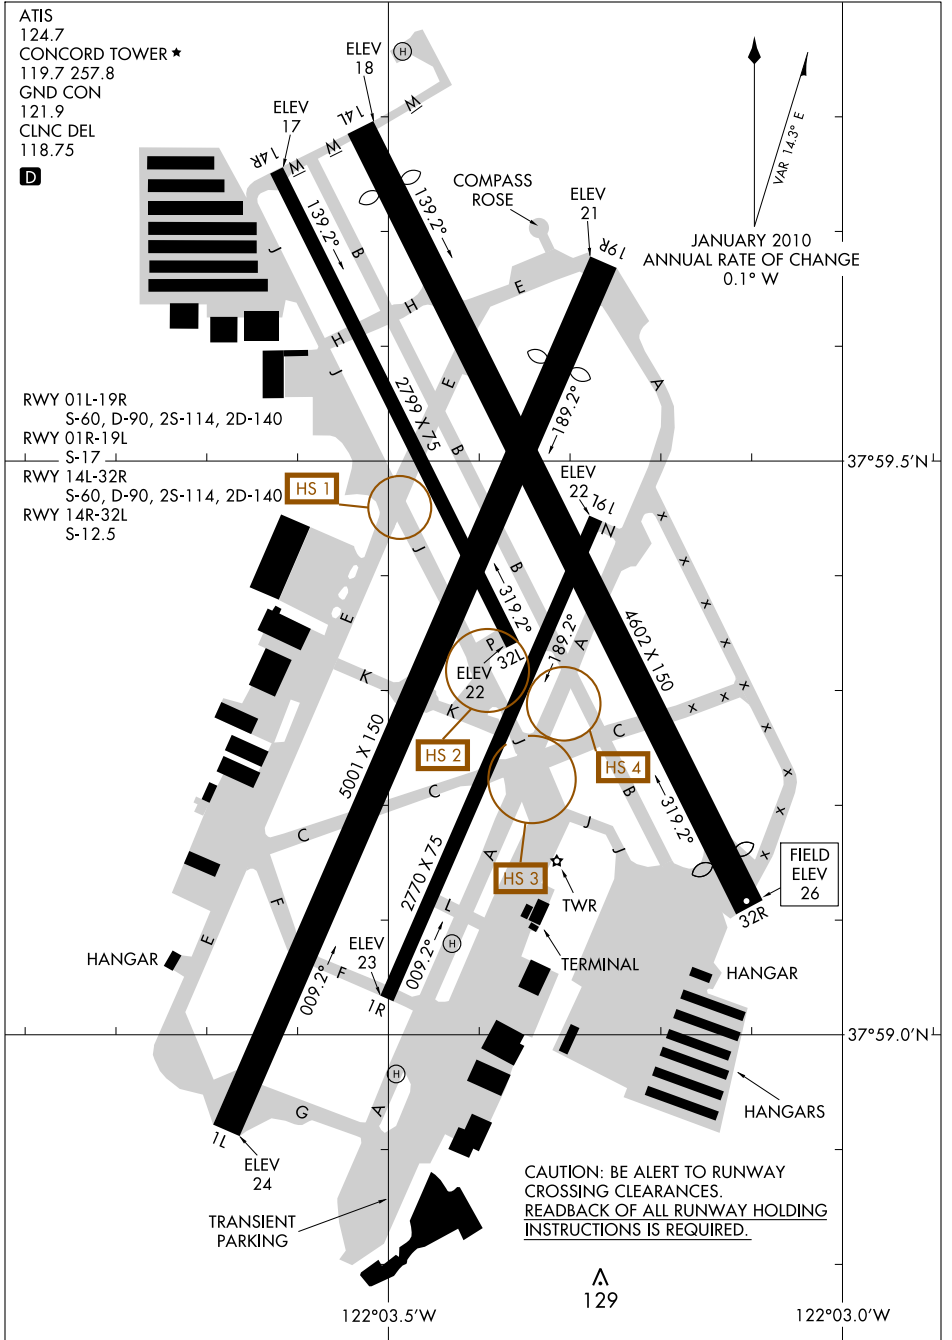 ATIS
124.7
CONCORD TOWER ★
119.7 257.8
GND CON
121.9
CLNC DEL
118.75
D
ELEV
18
H
ELEV
17
14L
14R
W
W
W
139.2°
139.2°
COMPASS
ROSE
ELEV
21
19R
VAR 14.3° E
JANUARY 2010
ANNUAL RATE OF CHANGE
0.1° W
J
B
H
H
E
J
E
A
B
2799 X 75
189.2°
RWY 01L-19R
S-60, D-90, 2S-114, 2D-140
RWY 01R-19L
S-17
RWY 14L-32R
S-60, D-90, 2S-114, 2D-140
RWY 14R-32L
S-12.5
37°59.5'N
HS 1
ELEV
22
19L
N
X
X
X
X
X
X
X
X
X
X
X
X
X
J
B
319.2°
189.2°
A
4602 X 150
E
K
P
32L
ELEV
22
K
J
C
HS 2
HS 4
5001 X 150
C
C
B
319.2°
J
J
A
2770 X 75
HS 3
TWR
FIELD
ELEV
26
32R
F
L
H
E
HANGAR
009.2°
F
ELEV
23
009.2°
1R
TERMINAL
HANGAR
37°59.0'N
H
G
A
HANGARS
1L
ELEV
24
TRANSIENT
PARKING
CAUTION: BE ALERT TO RUNWAY
CROSSING CLEARANCES.
READBACK OF ALL RUNWAY HOLDING
INSTRUCTIONS IS REQUIRED.
129
122°03.5'W
122°03.0'W